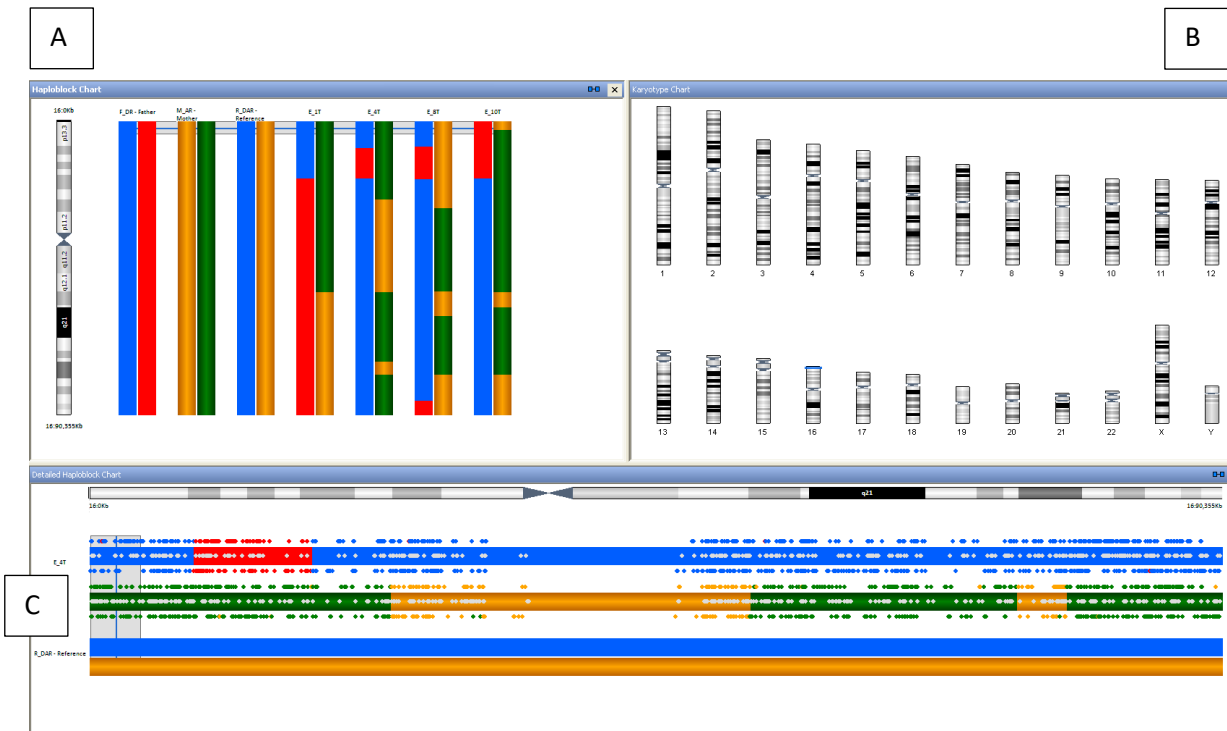 A
B
Haploblock Chart
Karyotype Chart
16:0Kb
F_DR - Father
M_AR - Mother
R_DAR - Reference
E_1T
E_4T
E_8T
E_10T
p13.3
p11.2
q11.2
q12.1
q21
16:90,355Kb
1
2
3
4
5
6
7
8
9
10
11
12
13
14
15
16
17
18
19
20
21
22
X
Y
Detailed Haploblock Chart
q21
16:0Kb
16:90,355Kb
E_4T
C
R_DAR - Reference